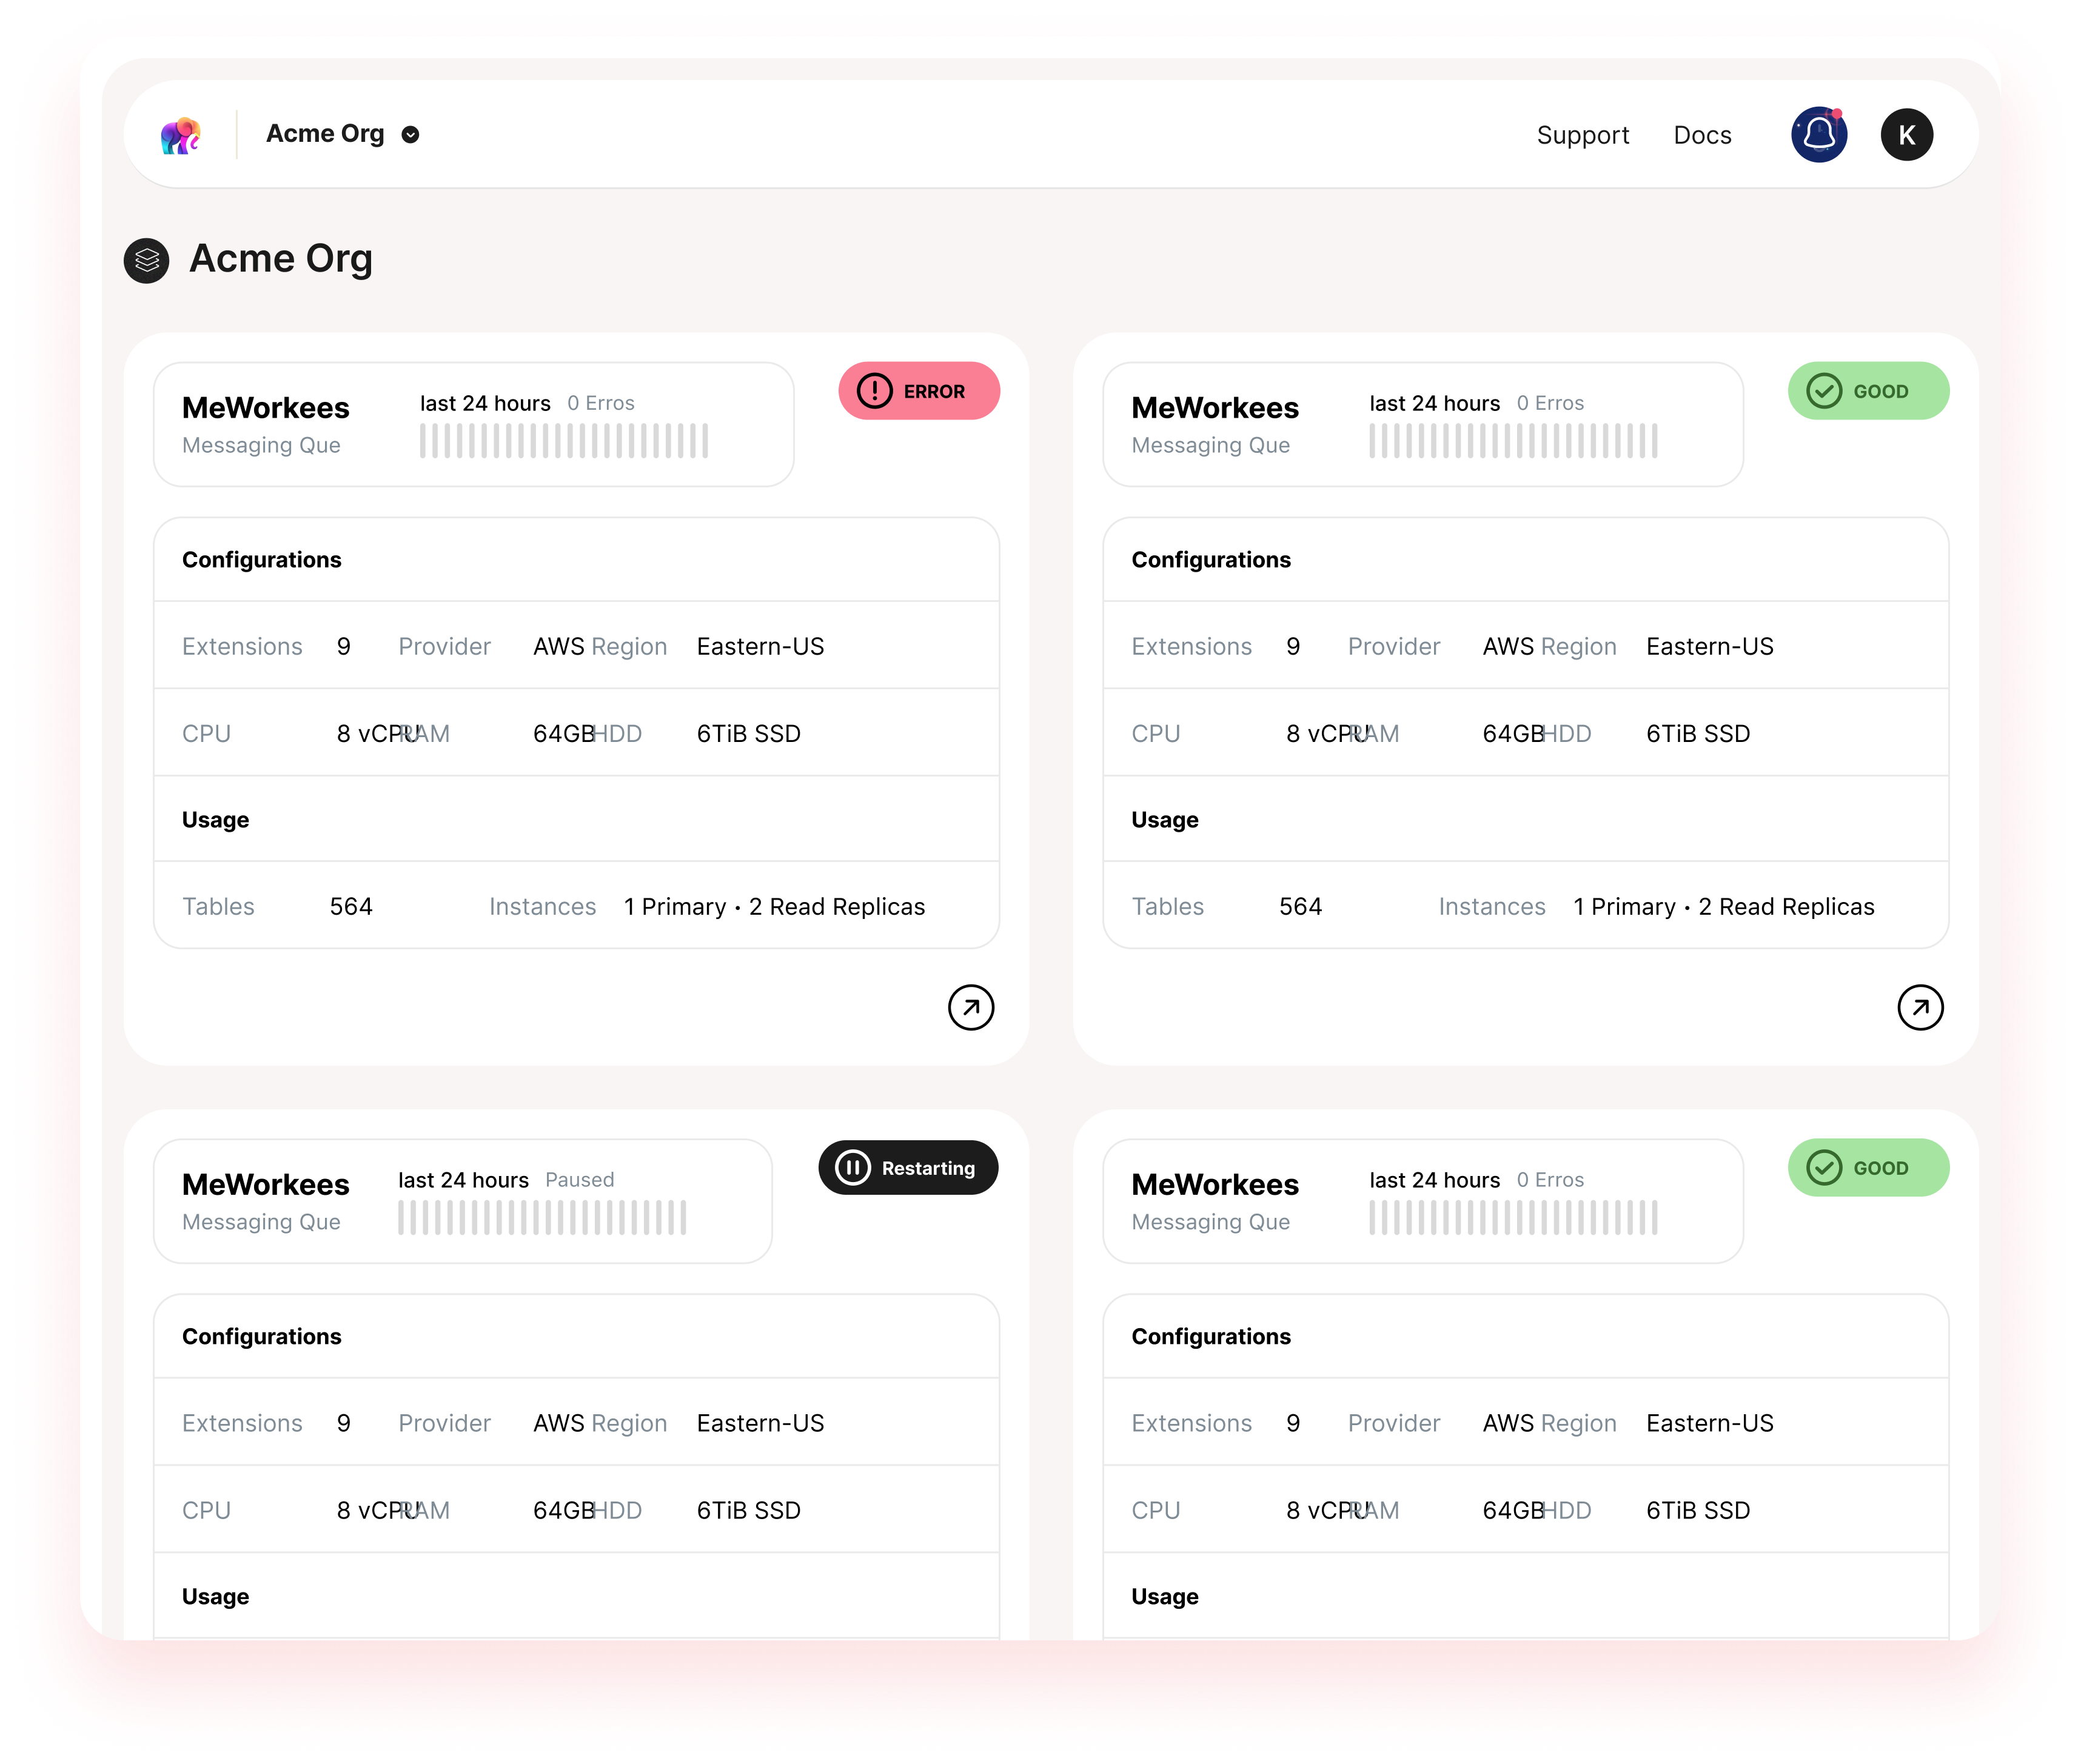 Acme Org
Support Docs K
Acme Org
MeWorkees last 24 hours 0 Erros
Messaging Que
ERROR
Configurations
Extensions 9 Provider AWS Region Eastern-US
CPU 8 vCPU RAM 64GB HDD 6TiB SSD
Usage
Tables 564 Instances 1 Primary • 2 Read Replicas
MeWorkees last 24 hours 0 Erros
Messaging Que
GOOD
Configurations
Extensions 9 Provider AWS Region Eastern-US
CPU 8 vCPU RAM 64GB HDD 6TiB SSD
Usage
Tables 564 Instances 1 Primary • 2 Read Replicas
MeWorkees last 24 hours Paused
Messaging Que
Restarting
Configurations
Extensions 9 Provider AWS Region Eastern-US
CPU 8 vCPU RAM 64GB HDD 6TiB SSD
Usage
MeWorkees last 24 hours 0 Erros
Messaging Que
GOOD
Configurations
Extensions 9 Provider AWS Region Eastern-US
CPU 8 vCPU RAM 64GB HDD 6TiB SSD
Usage